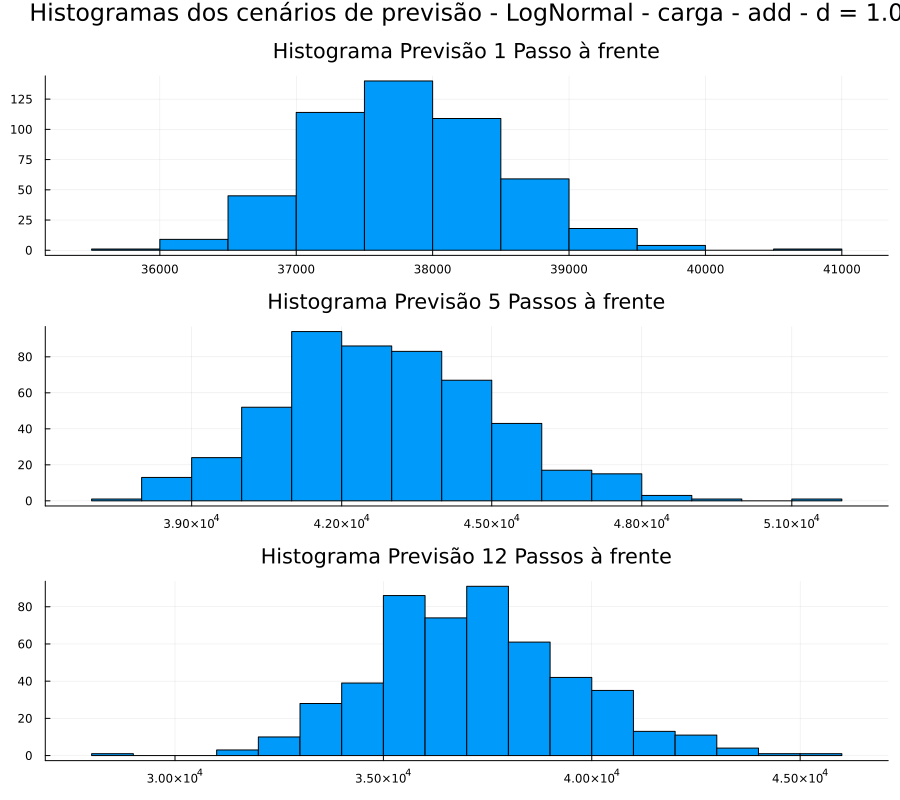 Histogramas dos cenários de previsão - LogNormal - carga - add - d = 1.0
Histograma Previsão 1 Passo à frente
125
100
75
50
25
0
36000 37000 38000 39000 40000 41000
Histograma Previsão 5 Passos à frente
80
60
40
20
0
3.90×10⁴ 4.20×10⁴ 4.50×10⁴ 4.80×10⁴ 5.10×10⁴
Histograma Previsão 12 Passos à frente
80
60
40
20
0
3.00×10⁴ 3.50×10⁴ 4.00×10⁴ 4.50×10⁴